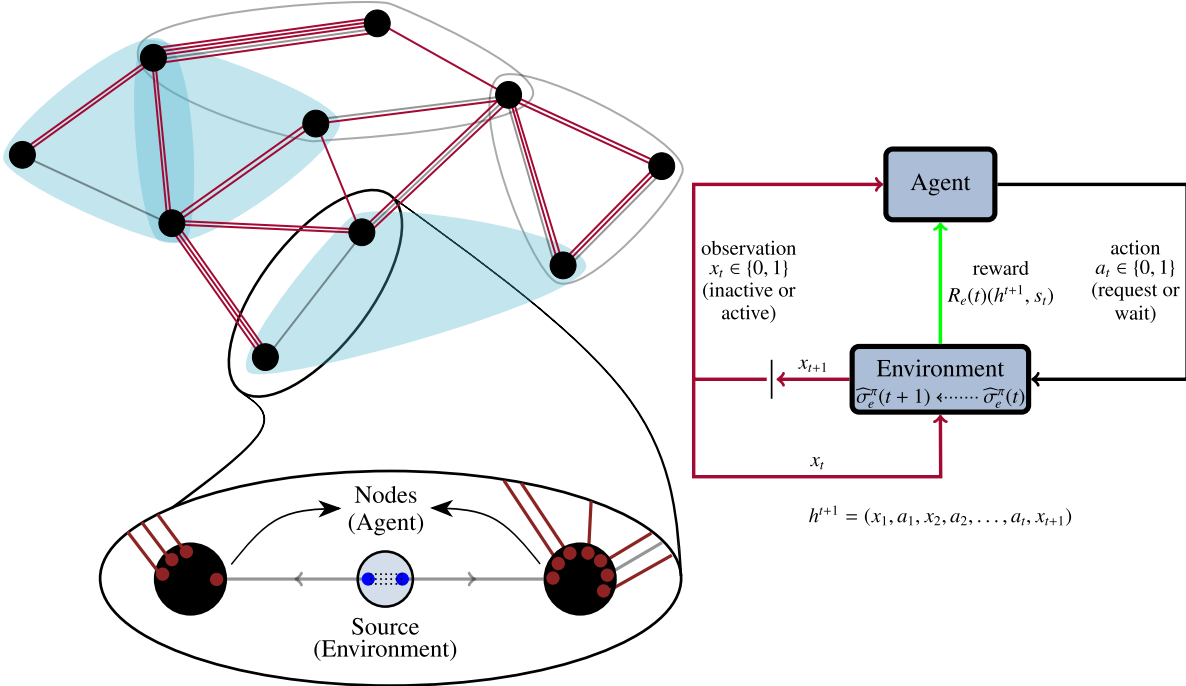 Agent
observation
xₜ ∈ {0, 1}
(inactive or
active)
reward
Rₑ(t)(hᵗ⁺¹, sₜ)
action
aₜ ∈ {0, 1}
(request or
wait)
xₜ₊₁
Environment
σ̂ₑ^π(t + 1) ⇠ σ̂ₑ^π(t)
xₜ
hᵗ⁺¹ = (x₁, a₁, x₂, a₂, . . . , aₜ, xₜ₊₁)
Nodes
(Agent)
Source
(Environment)